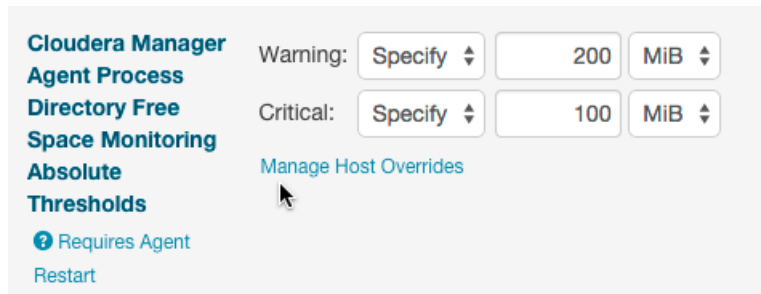 Cloudera Manager
Agent Process
Directory Free
Space Monitoring
Absolute
Thresholds
Requires Agent
Restart
Warning: Specify 200 MiB
Critical: Specify 100 MiB
Manage Host Overrides